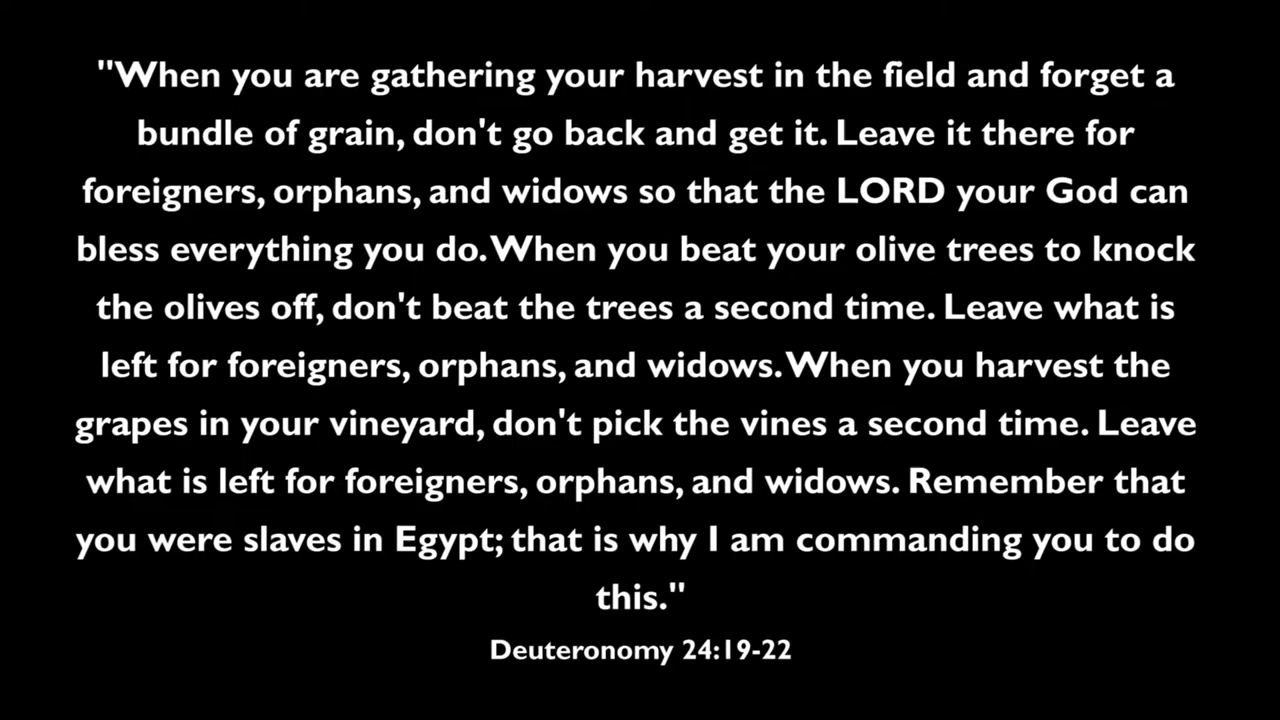 "When you are gathering your harvest in the field and forget a
bundle of grain, don't go back and get it. Leave it there for
foreigners, orphans, and widows so that the LORD your God can
bless everything you do. When you beat your olive trees to knock
the olives off, don't beat the trees a second time. Leave what is
left for foreigners, orphans, and widows. When you harvest the
grapes in your vineyard, don't pick the vines a second time. Leave
what is left for foreigners, orphans, and widows. Remember that
you were slaves in Egypt; that is why I am commanding you to do
this."
Deuteronomy 24:19-22